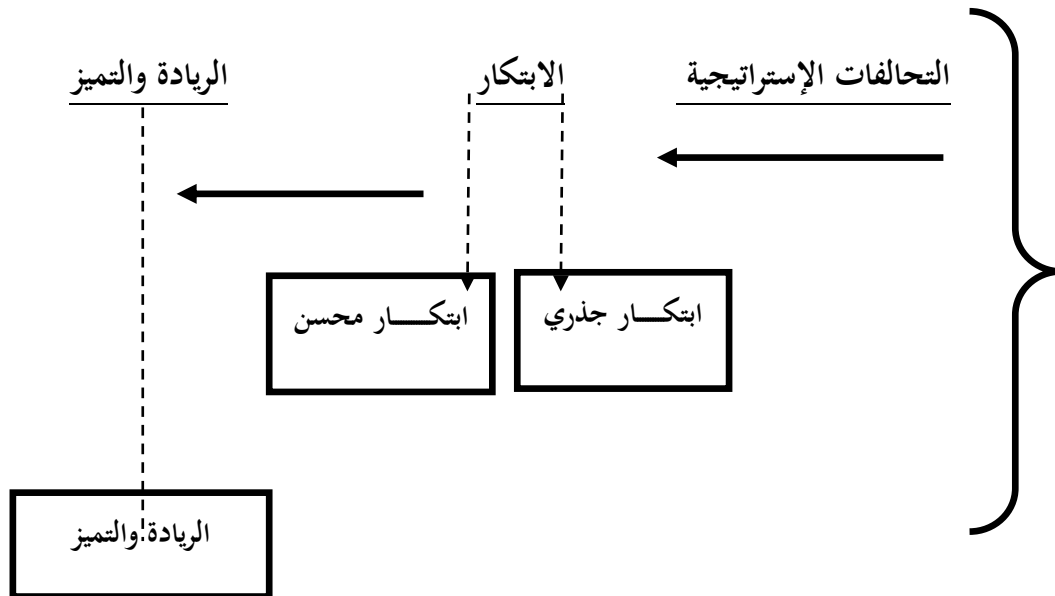 التحالفات الإستراتيجية
الابتكار
الريادة والتميز
ابتكـــار جذري
ابتكـــار محسن
الريادة والتميز